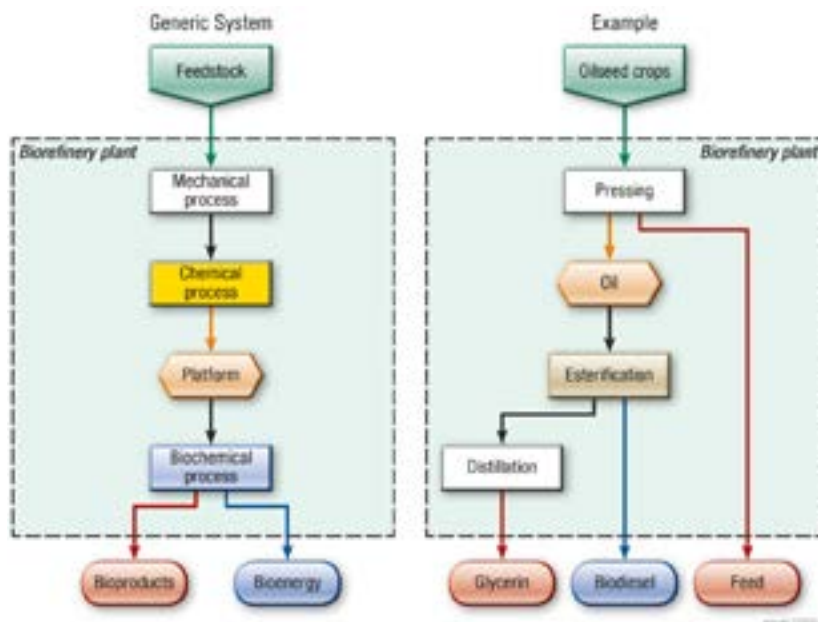 Generic System
Feedstock
Biorefinery plant
Mechanical
process
Chemical
process
Platform
Biochemical
process
Bioproducts
Bioenergy
Example
Oilseed crops
Biorefinery plant
Pressing
Oil
Esterification
Distillation
Glycerin
Biodiesel
Feed